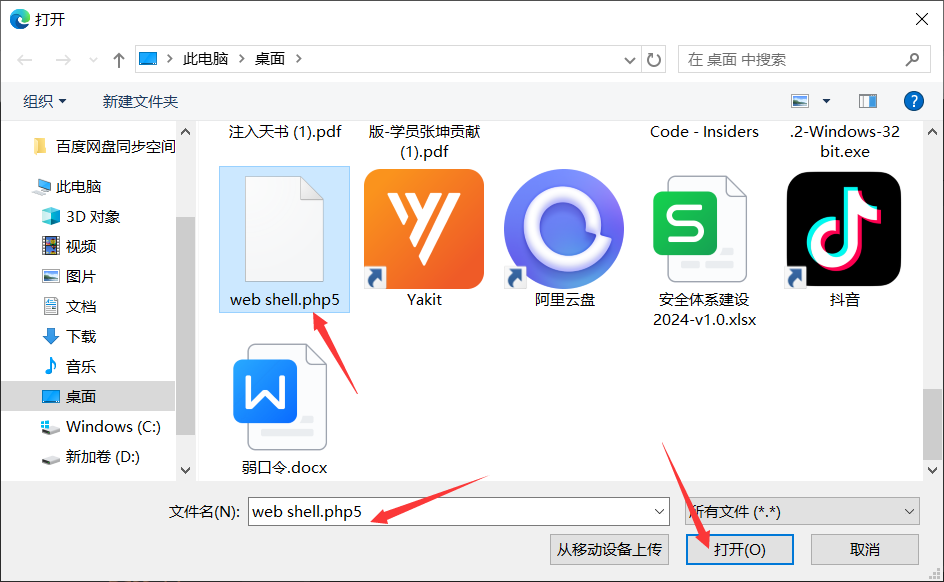 打开
此电脑
桌面
在 桌面 中搜索
组织
新建文件夹
?
百度网盘同步空间
此电脑
3D 对象
视频
图片
文档
下载
音乐
桌面
Windows (C:)
新加卷 (D:)
注入天书 (1).pdf
版-学员张坤贡献
(1).pdf
Code - Insiders
.2-Windows-32
bit.exe
web shell.php5
Yakit
阿里云盘
S
安全体系建设
2024-v1.0.xlsx
抖音
W
弱口令.docx
文件名(N):
web shell.php5
所有文件 (*.*)
从移动设备上传
打开(O)
取消